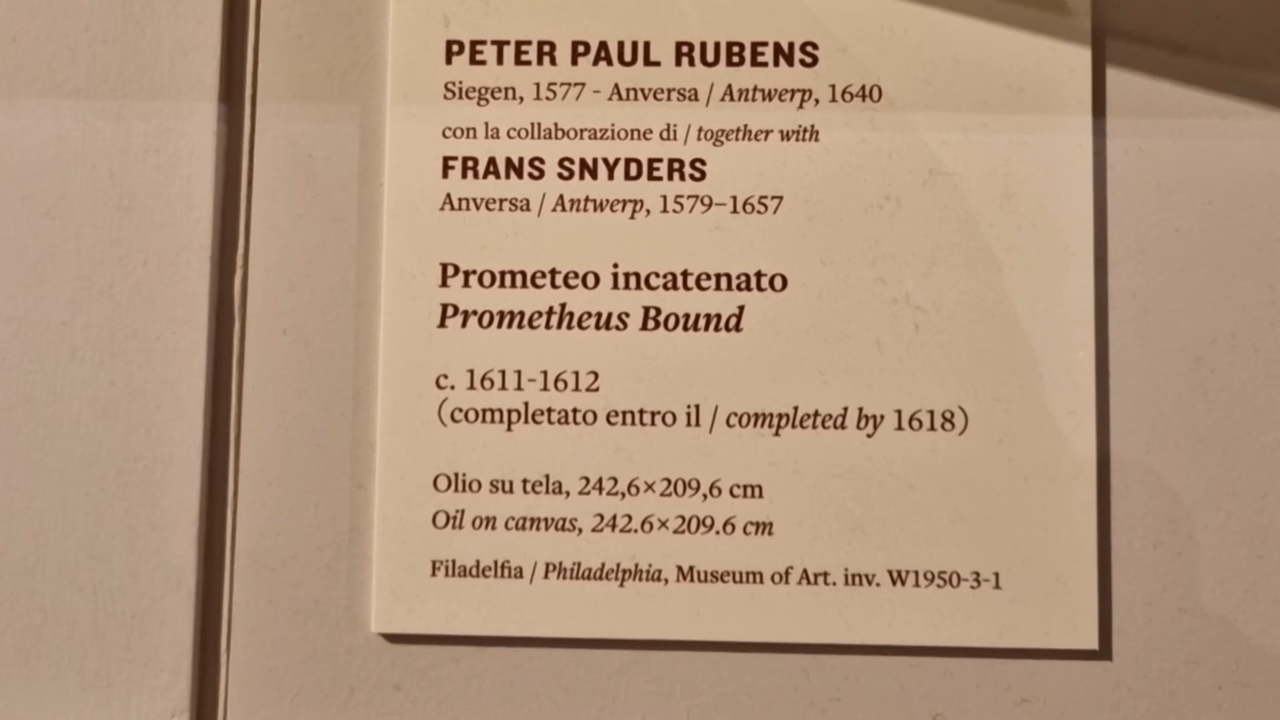 PETER PAUL RUBENS
Siegen, 1577 - Anversa / Antwerp, 1640
con la collaborazione di / together with
FRANS SNYDERS
Anversa / Antwerp, 1579–1657
Prometeo incatenato
Prometheus Bound
c. 1611-1612
(completato entro il / completed by 1618)
Olio su tela, 242,6×209,6 cm
Oil on canvas, 242.6×209.6 cm
Filadelfia / Philadelphia, Museum of Art. inv. W1950-3-1